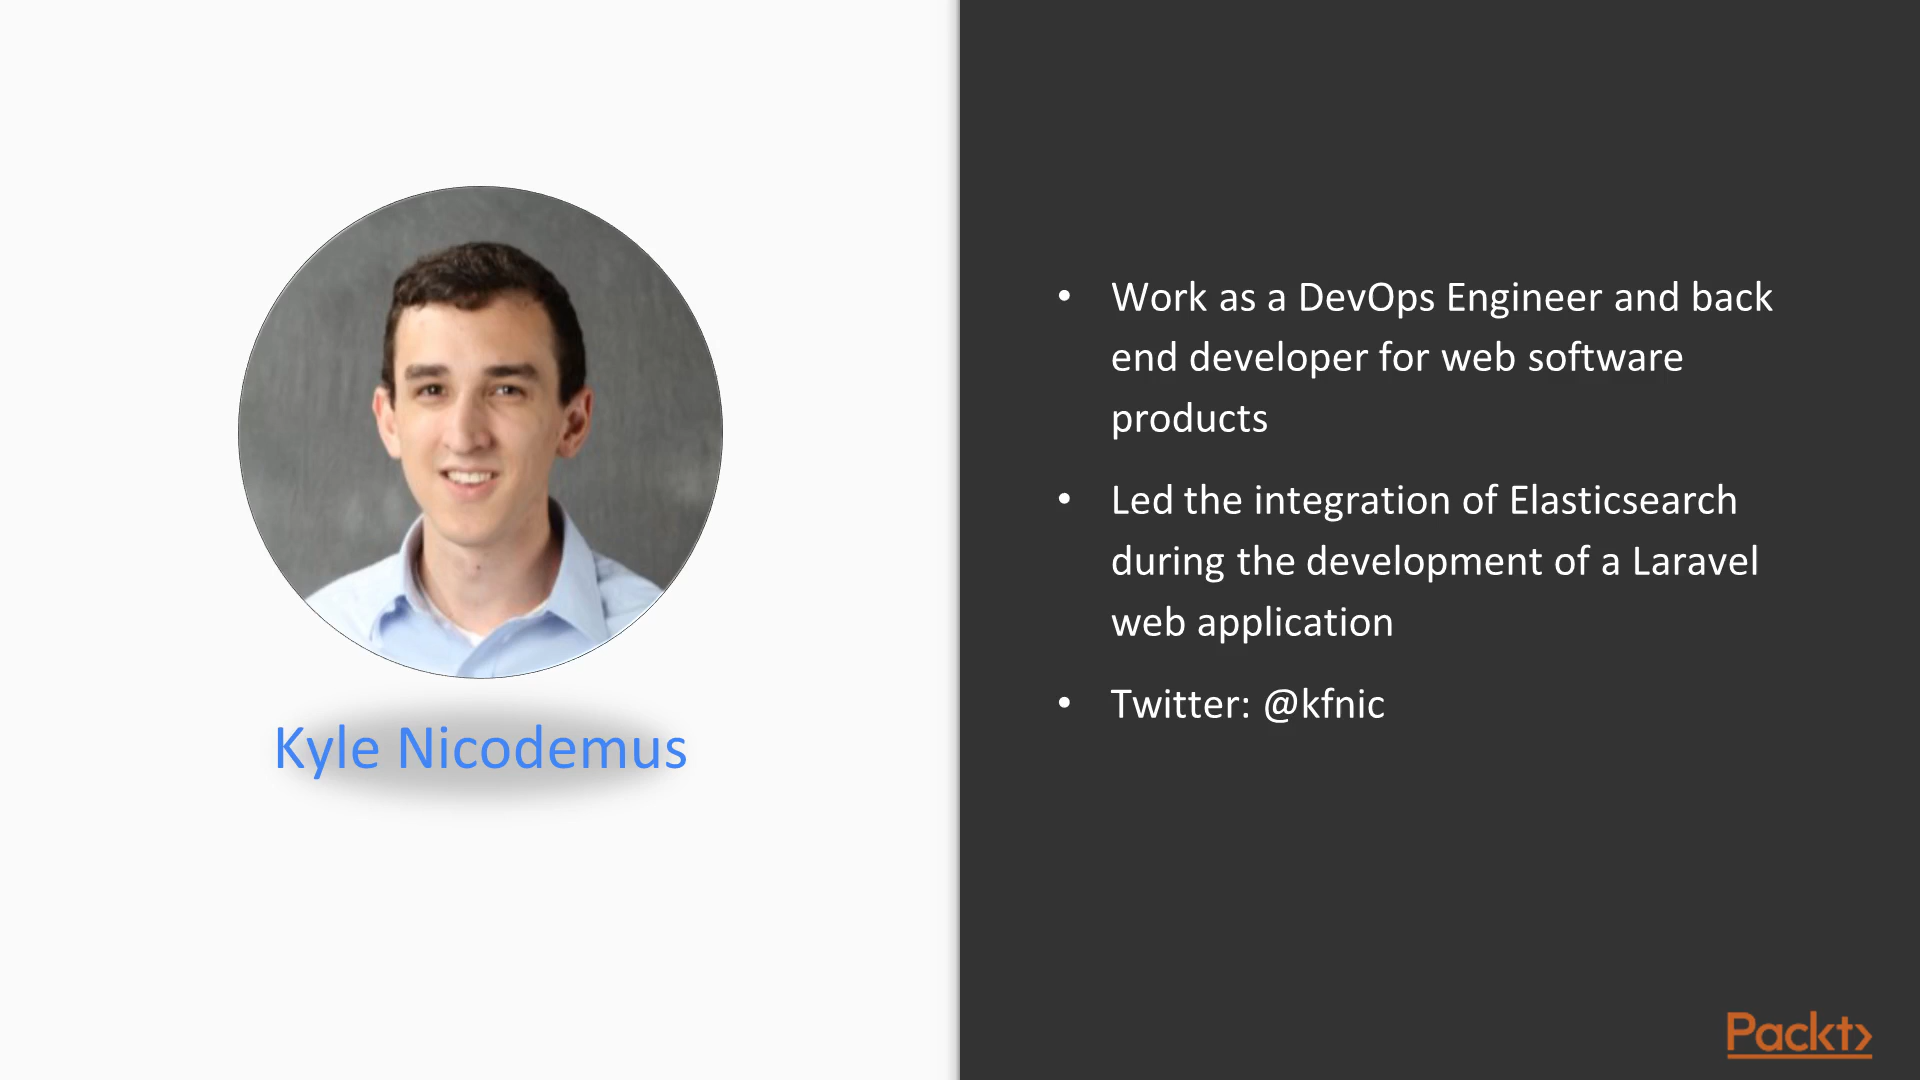 Kyle Nicodemus
• Work as a DevOps Engineer and back
end developer for web software
products
• Led the integration of Elasticsearch
during the development of a Laravel
web application
• Twitter: @kfnic
Packt>